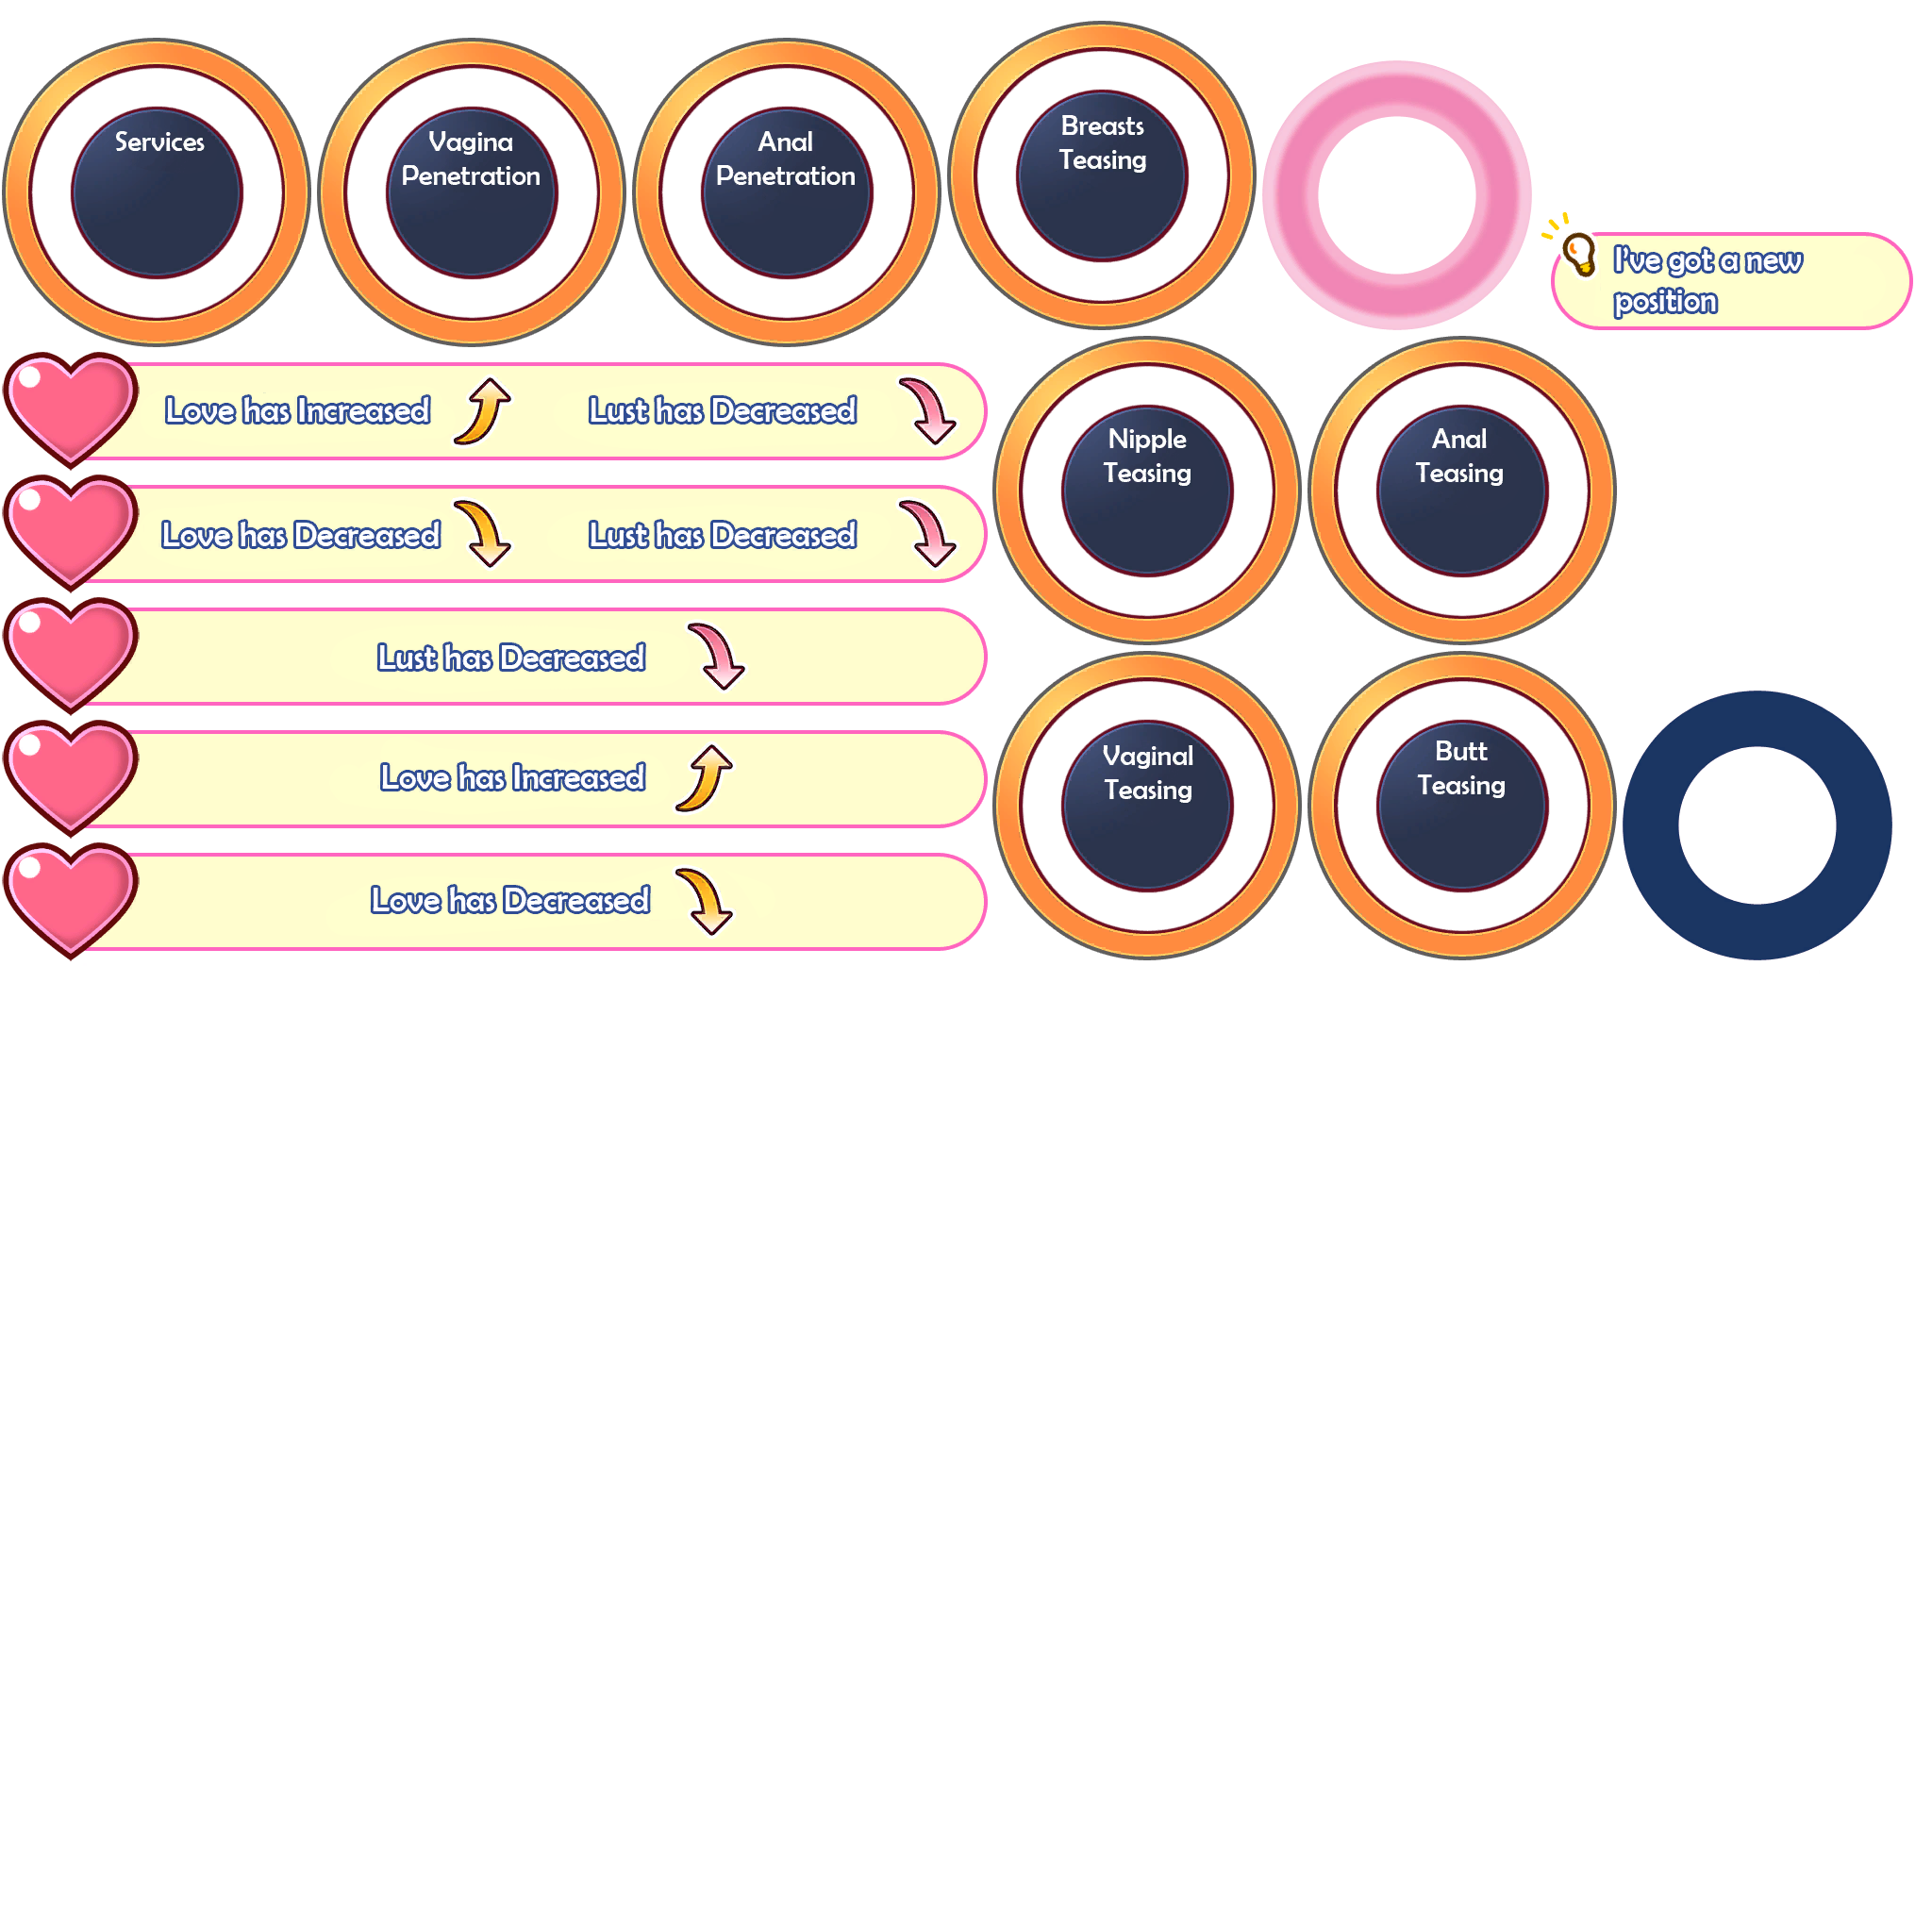 Services
Vagina
Penetration
Anal
Penetration
Breasts
Teasing
I've got a new
position
Love has Increased
Lust has Decreased
Nipple
Teasing
Anal
Teasing
Love has Decreased
Lust has Decreased
Lust has Decreased
Love has Increased
Vaginal
Teasing
Butt
Teasing
Love has Decreased